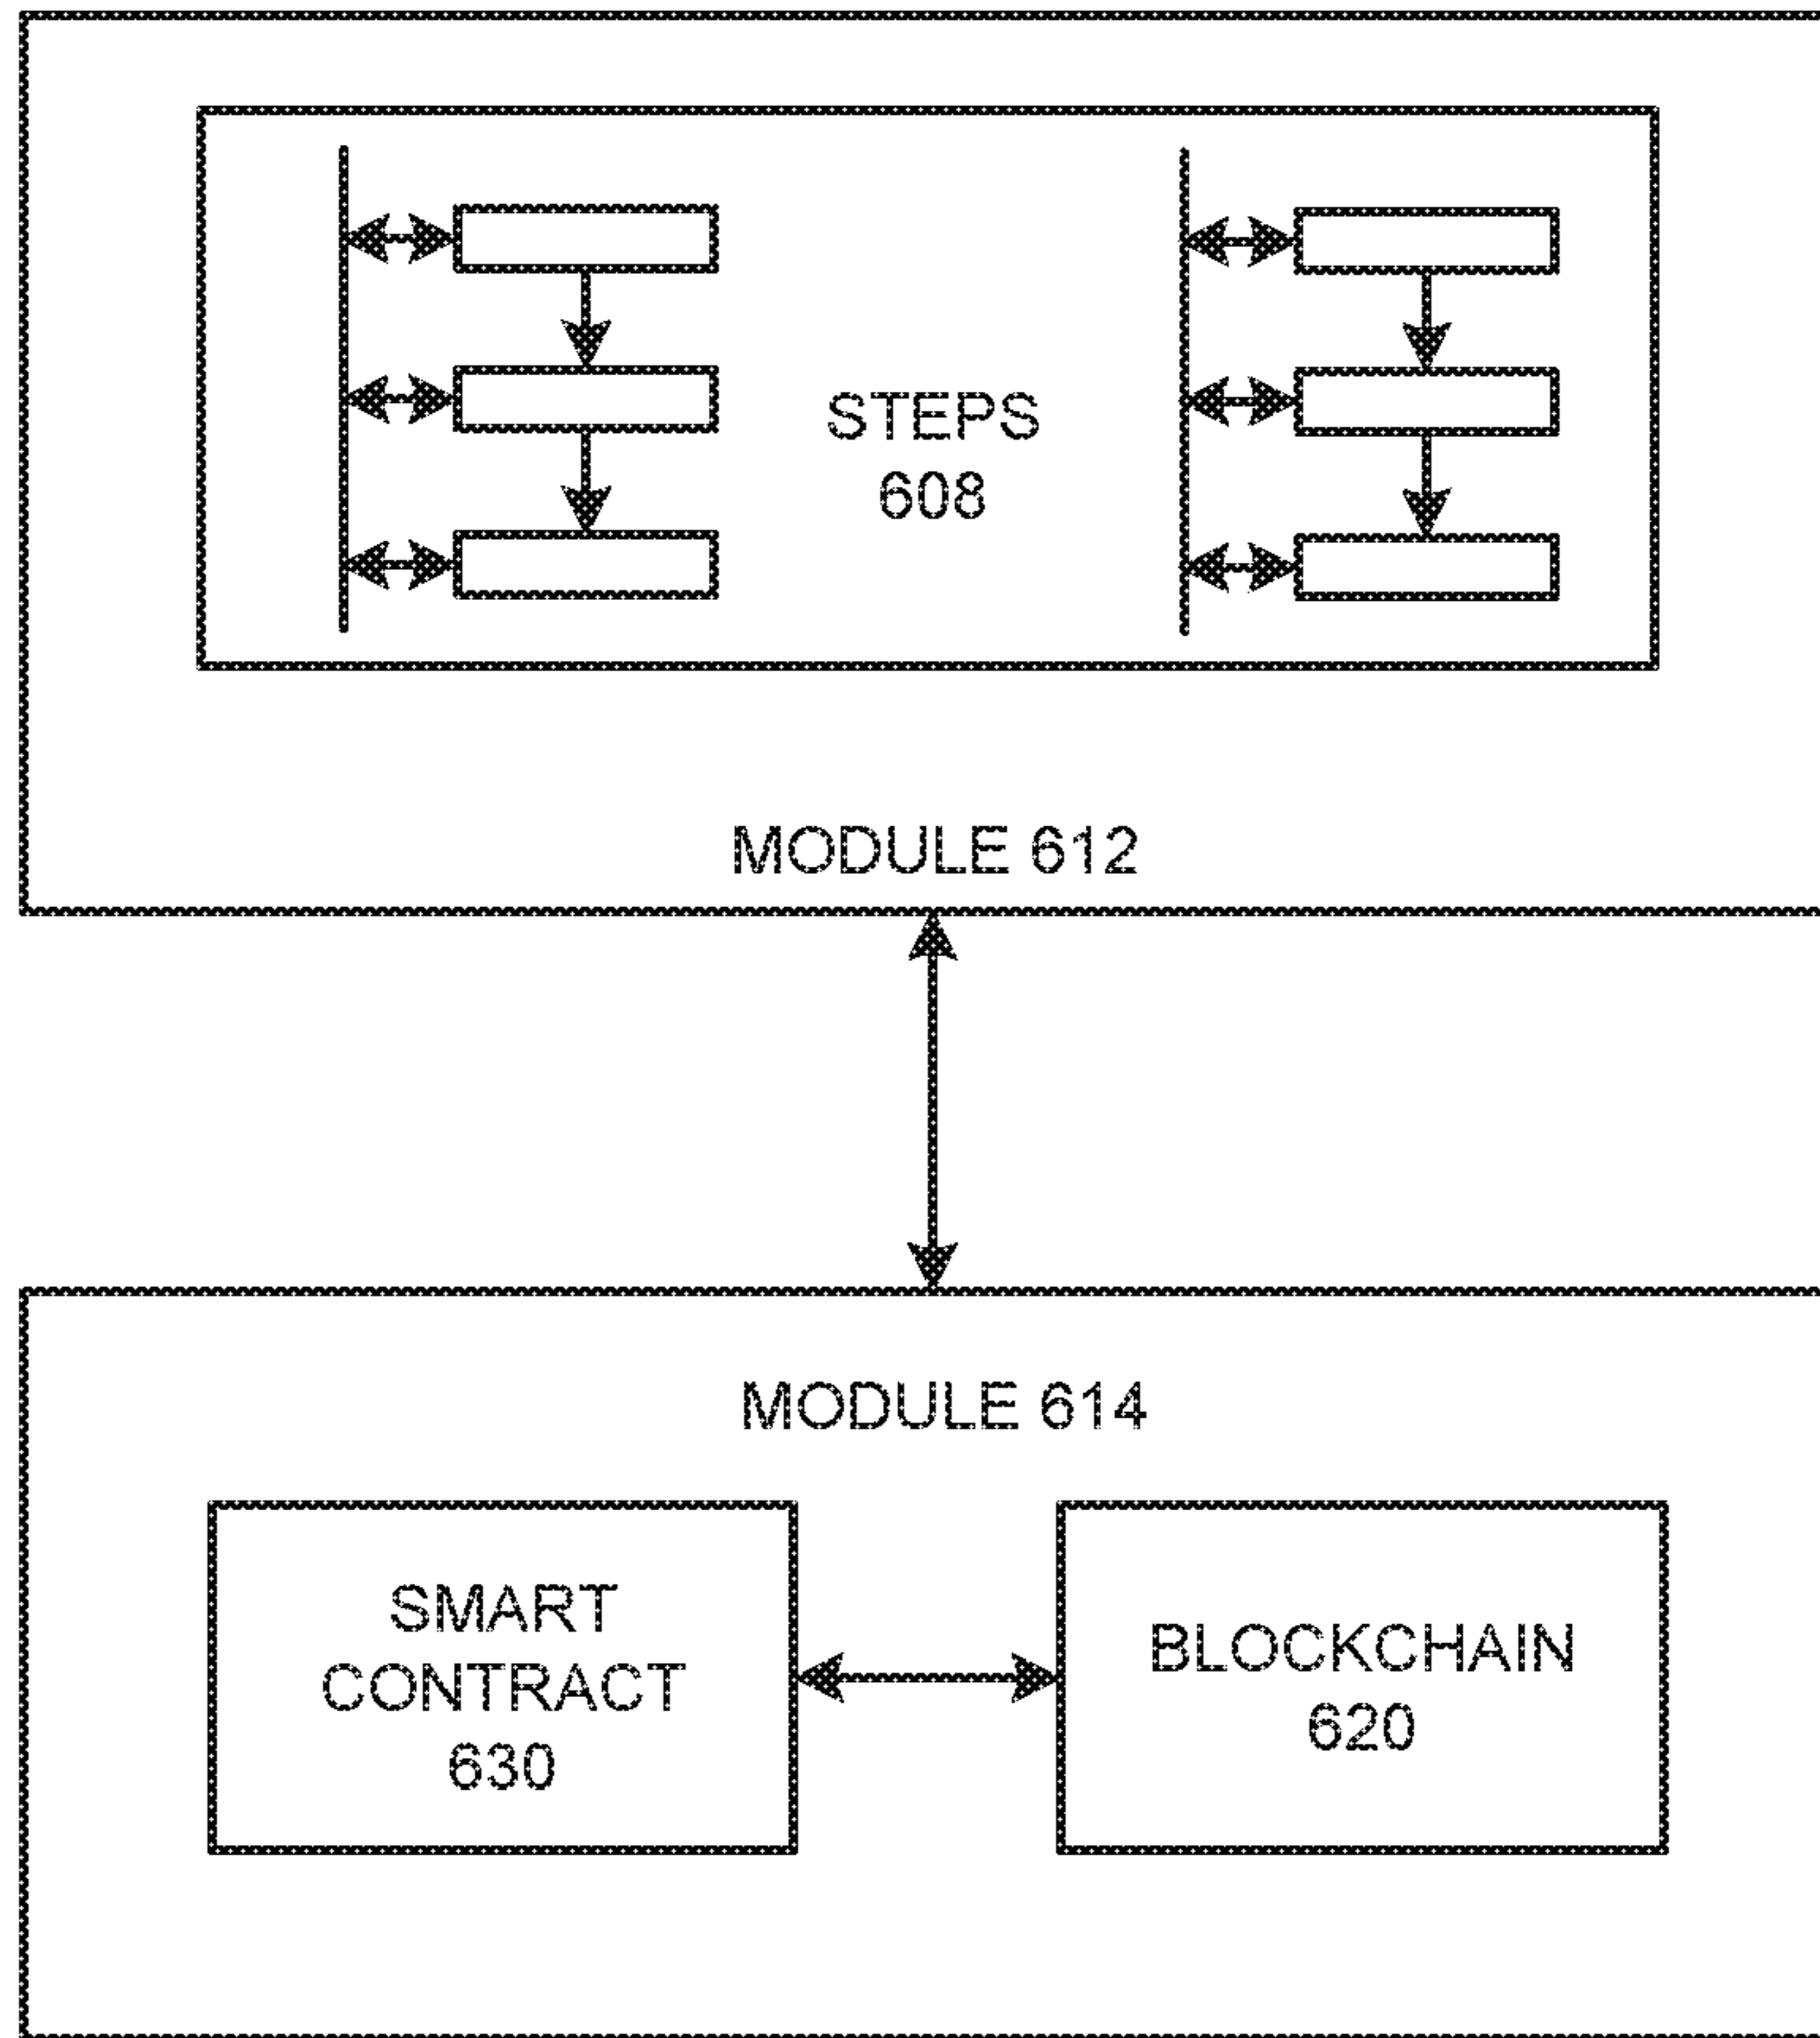 STEPS
608
MODULE 612
MODULE 614
SMART
CONTRACT
630
BLOCKCHAIN
620